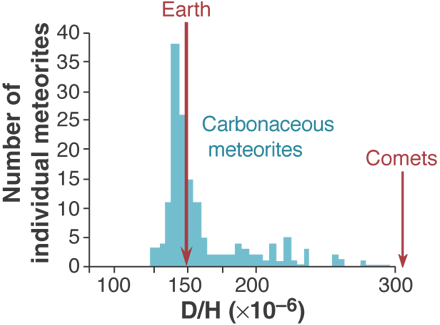 Earth
40
35
30
25
20
15
10
5
0
Number of
individual meteorites
Carbonaceous
meteorites
Comets
100
150
200
300
D/H (×10⁻⁶)